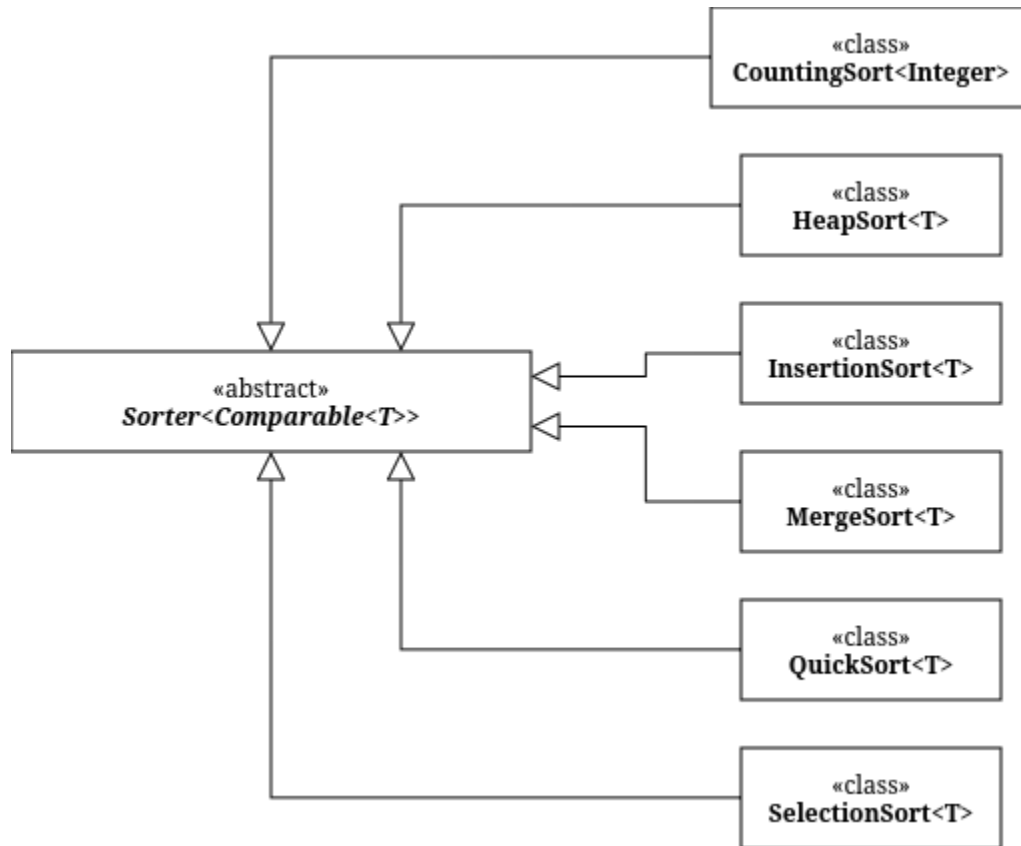 «class»
CountingSort<Integer>
«class»
HeapSort<T>
«class»
InsertionSort<T>
«abstract»
Sorter<Comparable<T>>
«class»
MergeSort<T>
«class»
QuickSort<T>
«class»
SelectionSort<T>